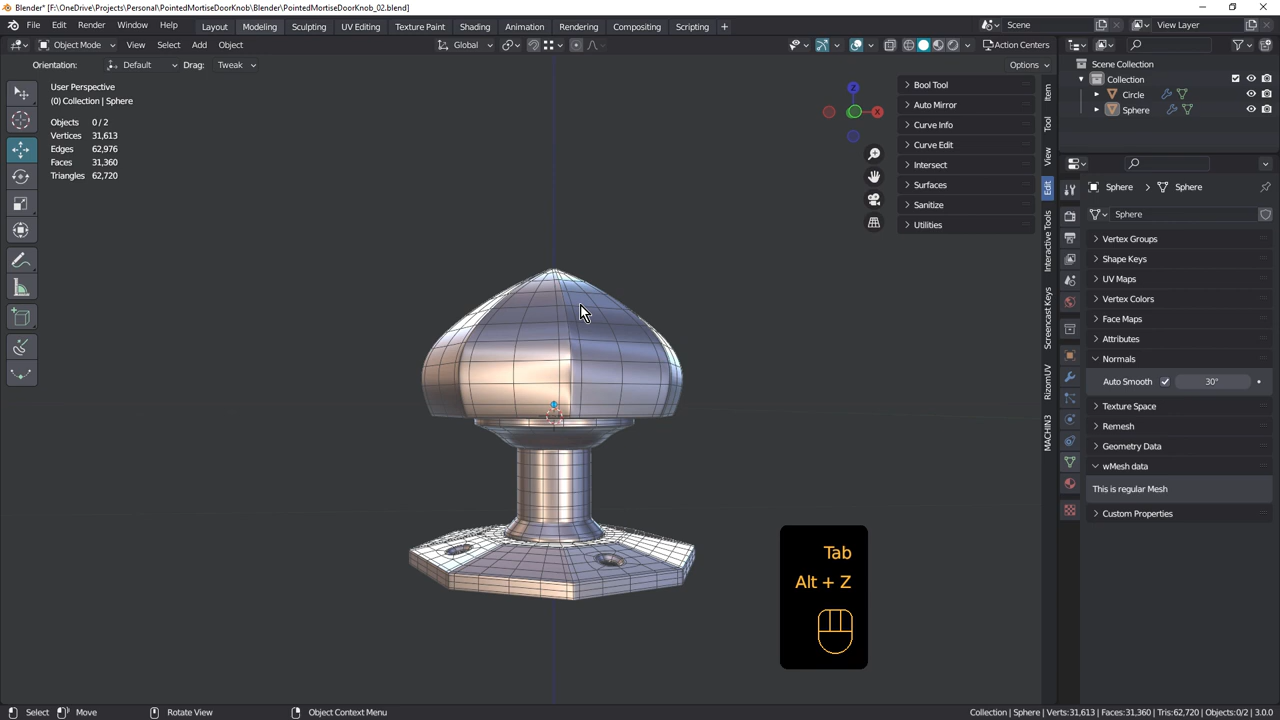 Blender* [F:\OneDrive\Projects\Personal\PointedMortiseDoorKnob\Blender\PointedMortiseDoorKnob_02.blend]
File Edit Render Window Help Layout Modeling Sculpting UV Editing Texture Paint Shading Animation Rendering Compositing Scripting + Scene View Layer
Object Mode View Select Add Object Global Action Centers
Orientation: Default Drag: Tweak Options
User Perspective
(0) Collection | Sphere
Objects 0 / 2
Vertices 31,613
Edges 62,976
Faces 31,360
Triangles 62,720
Z
X
Bool Tool
Auto Mirror
Curve Info
Curve Edit
Intersect
Surfaces
Sanitize
Utilities
Item
Tool
View
Edit
Interactive Tools
Screencast Keys
RizomUV
MACHIN3
Scene Collection
Collection
Circle
Sphere
Sphere Sphere
Sphere
Vertex Groups
Shape Keys
UV Maps
Vertex Colors
Face Maps
Attributes
Normals
Auto Smooth 30°
Texture Space
Remesh
Geometry Data
wMesh data
This is regular Mesh
Custom Properties
Tab
Alt + Z
Select Move Rotate View Object Context Menu Collection | Sphere | Verts:31,613 | Faces:31,360 | Tris:62,720 | Objects:0/2 | 3.0.0